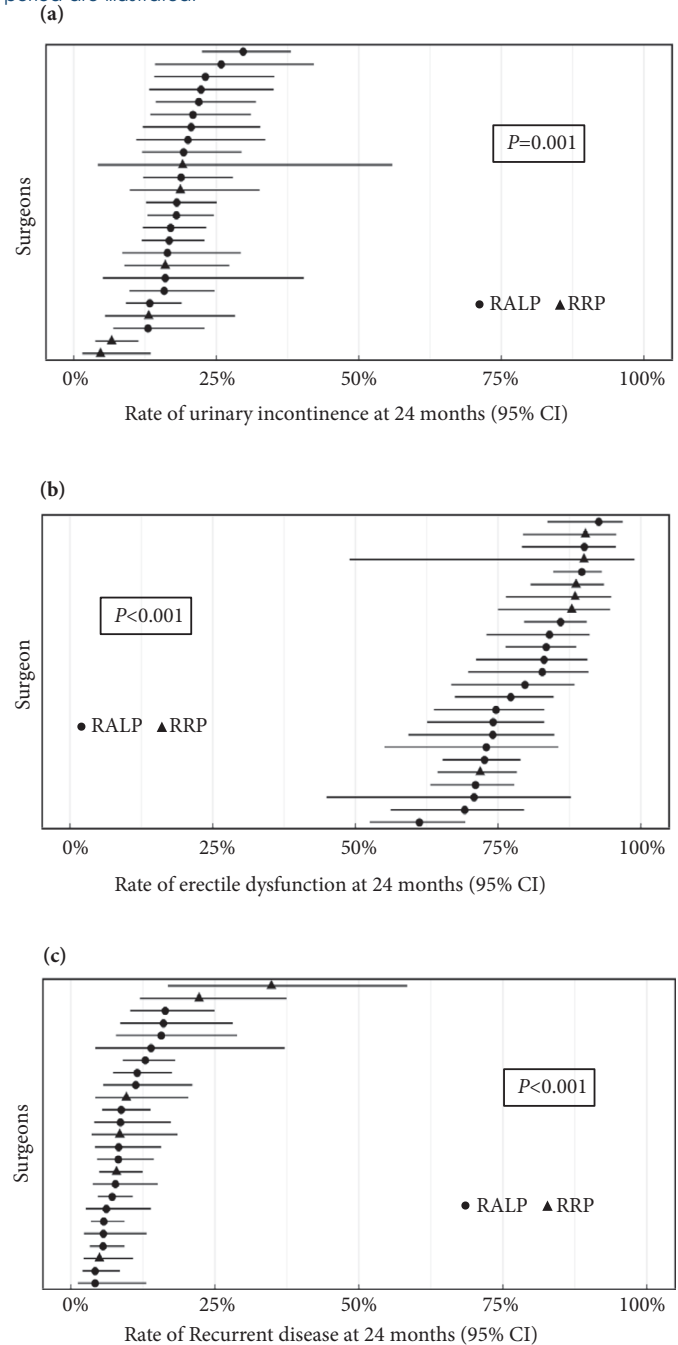 period are illustrated.
(a)
P=0.001
Surgeons
● RALP ▲RRP
0% 25% 50% 75% 100%
Rate of urinary incontinence at 24 months (95% CI)
(b)
P<0.001
Surgeon
● RALP ▲RRP
0% 25% 50% 75% 100%
Rate of erectile dysfunction at 24 months (95% CI)
(c)
P<0.001
Surgeons
● RALP ▲RRP
0% 25% 50% 75% 100%
Rate of Recurrent disease at 24 months (95% CI)